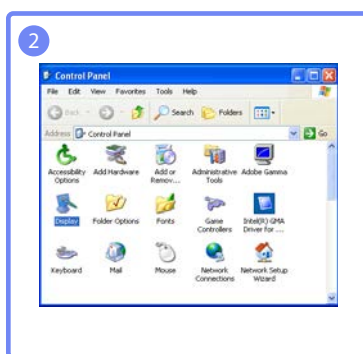 2
Control Panel
File Edit View Favorites Tools Help
Back Search Folders
Address Control Panel Go
Accessibility Options
Add Hardware
Add or Remov...
Administrative Tools
Adobe Gamma
Display
Folder Options
Fonts
Game Controllers
Intel(R) GMA Driver for ...
Keyboard
Mail
Mouse
Network Connections
Network Setup Wizard